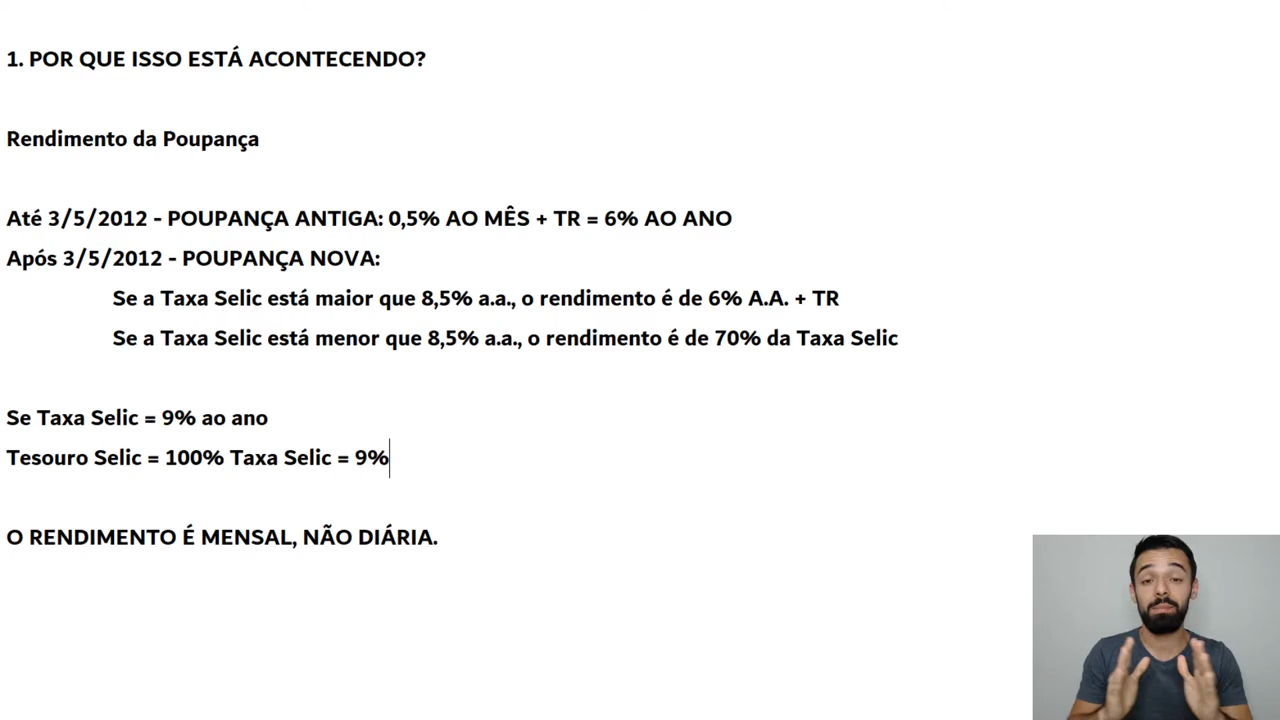 1. POR QUE ISSO ESTÁ ACONTECENDO?
Rendimento da Poupança
Até 3/5/2012 - POUPANÇA ANTIGA: 0,5% AO MÊS + TR = 6% AO ANO
Após 3/5/2012 - POUPANÇA NOVA:
Se a Taxa Selic está maior que 8,5% a.a., o rendimento é de 6% A.A. + TR
Se a Taxa Selic está menor que 8,5% a.a., o rendimento é de 70% da Taxa Selic
Se Taxa Selic = 9% ao ano
Tesouro Selic = 100% Taxa Selic = 9%
O RENDIMENTO É MENSAL, NÃO DIÁRIA.